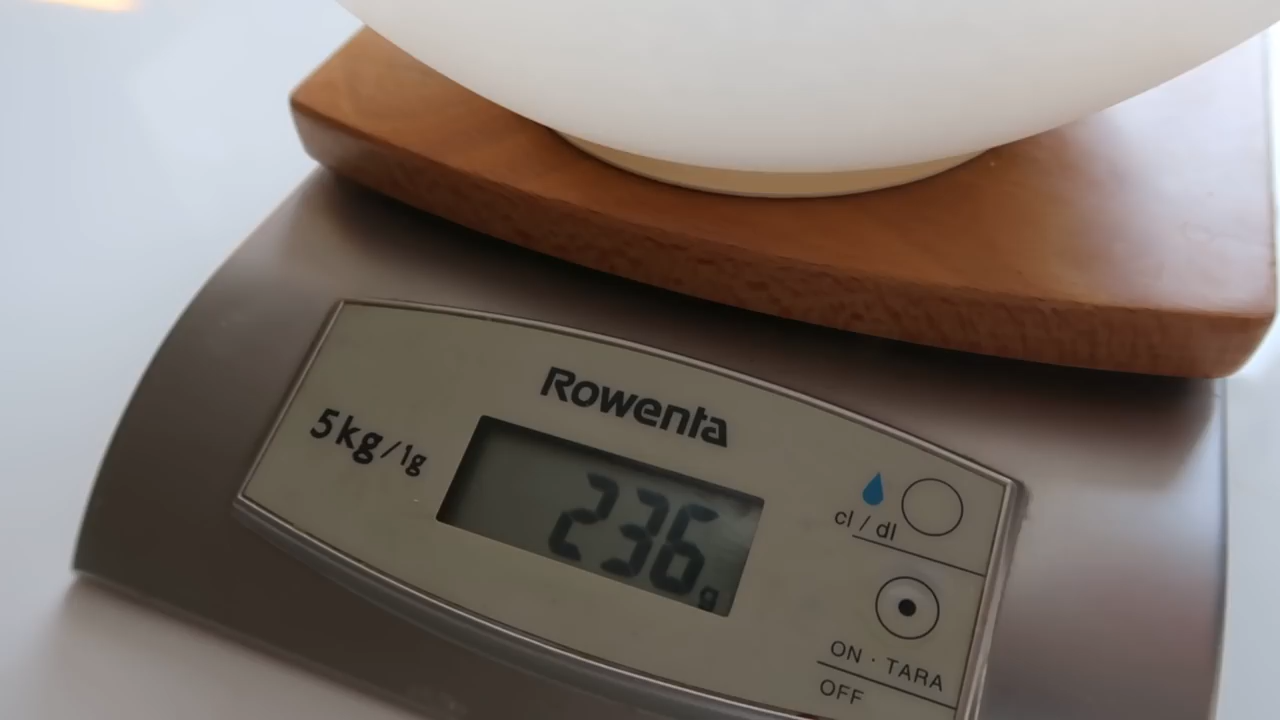 Rowenta
5kg/1g
236g
cl / dl
ON · TARA
OFF